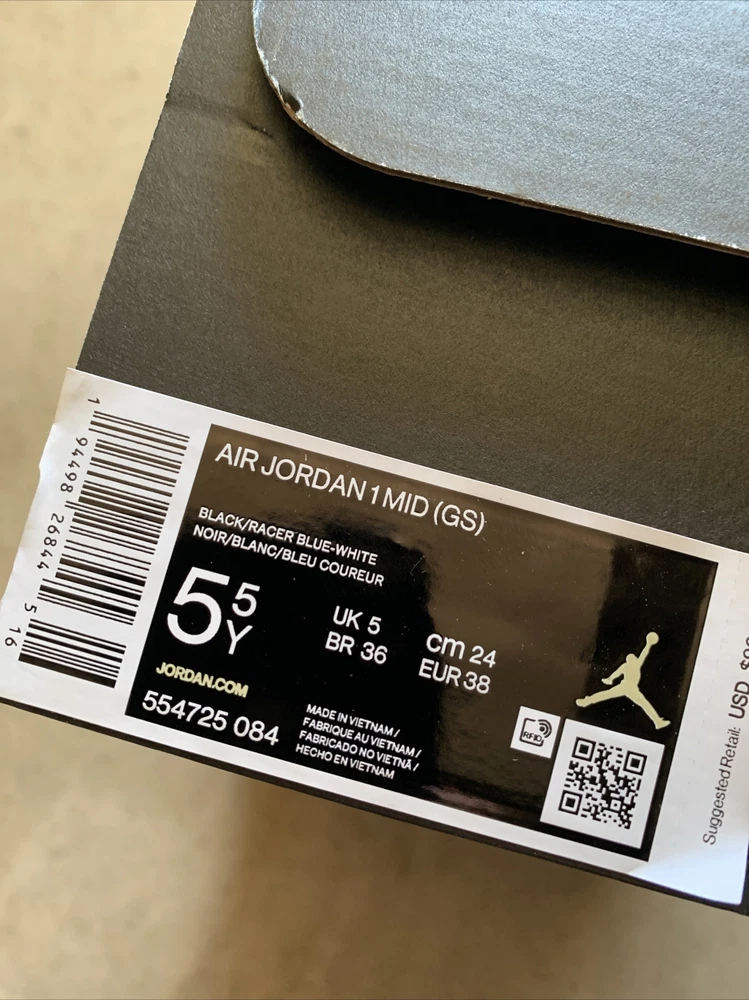 AIR JORDAN 1 MID (GS)
BLACK/RACER BLUE-WHITE
NOIR/BLANC/BLEU COUREUR
5 5 Y
UK 5
BR 36
cm 24
EUR 38
JORDAN.COM
554725 084
MADE IN VIETNAM /
FABRIQUE AU VIETNAM /
FABRICADO NO VIETNÃ /
HECHO EN VIETNAM
RFID
1 94498 26844 5 16
Suggested Retail: USD